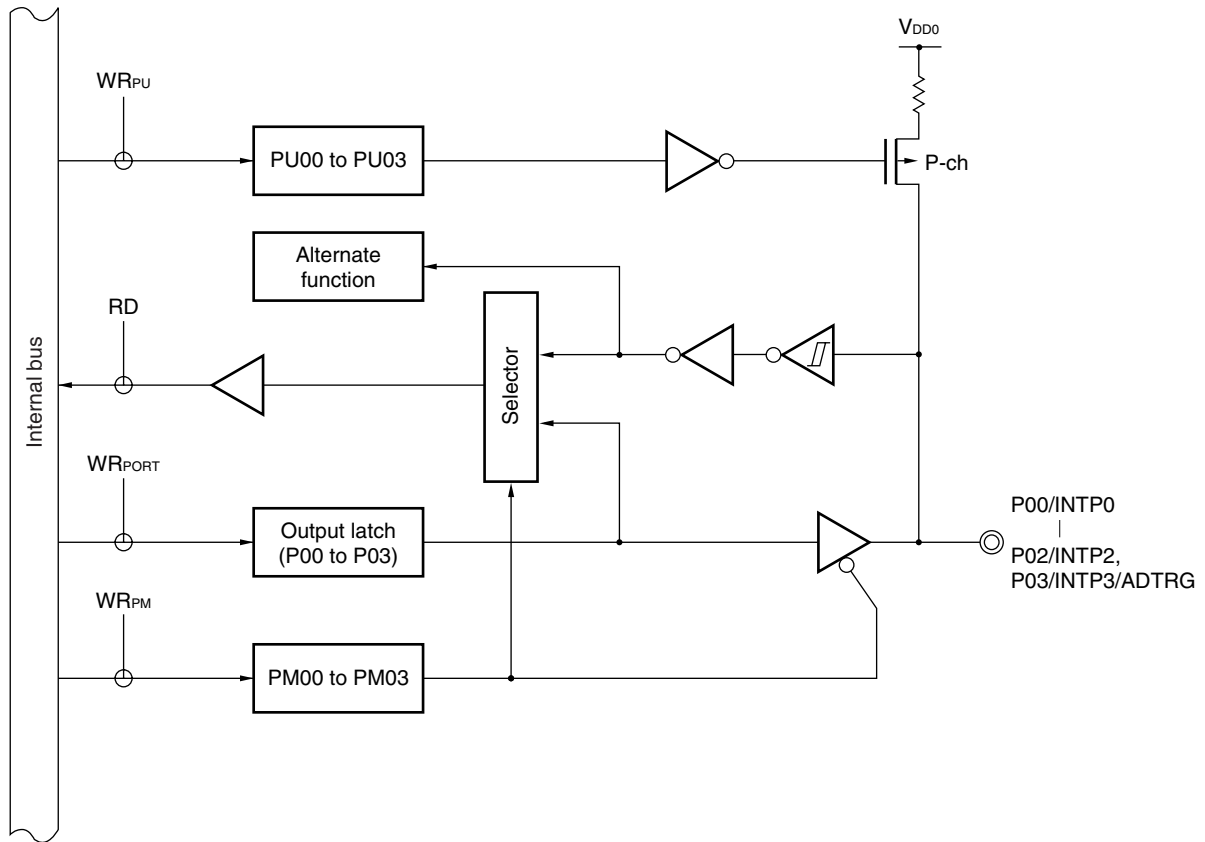 VDD0
WRPU
PU00 to PU03
P-ch
Alternate
function
RD
Internal bus
Selector
WRPORT
Output latch
(P00 to P03)
P00/INTP0
P02/INTP2,
P03/INTP3/ADTRG
WRPM
PM00 to PM03